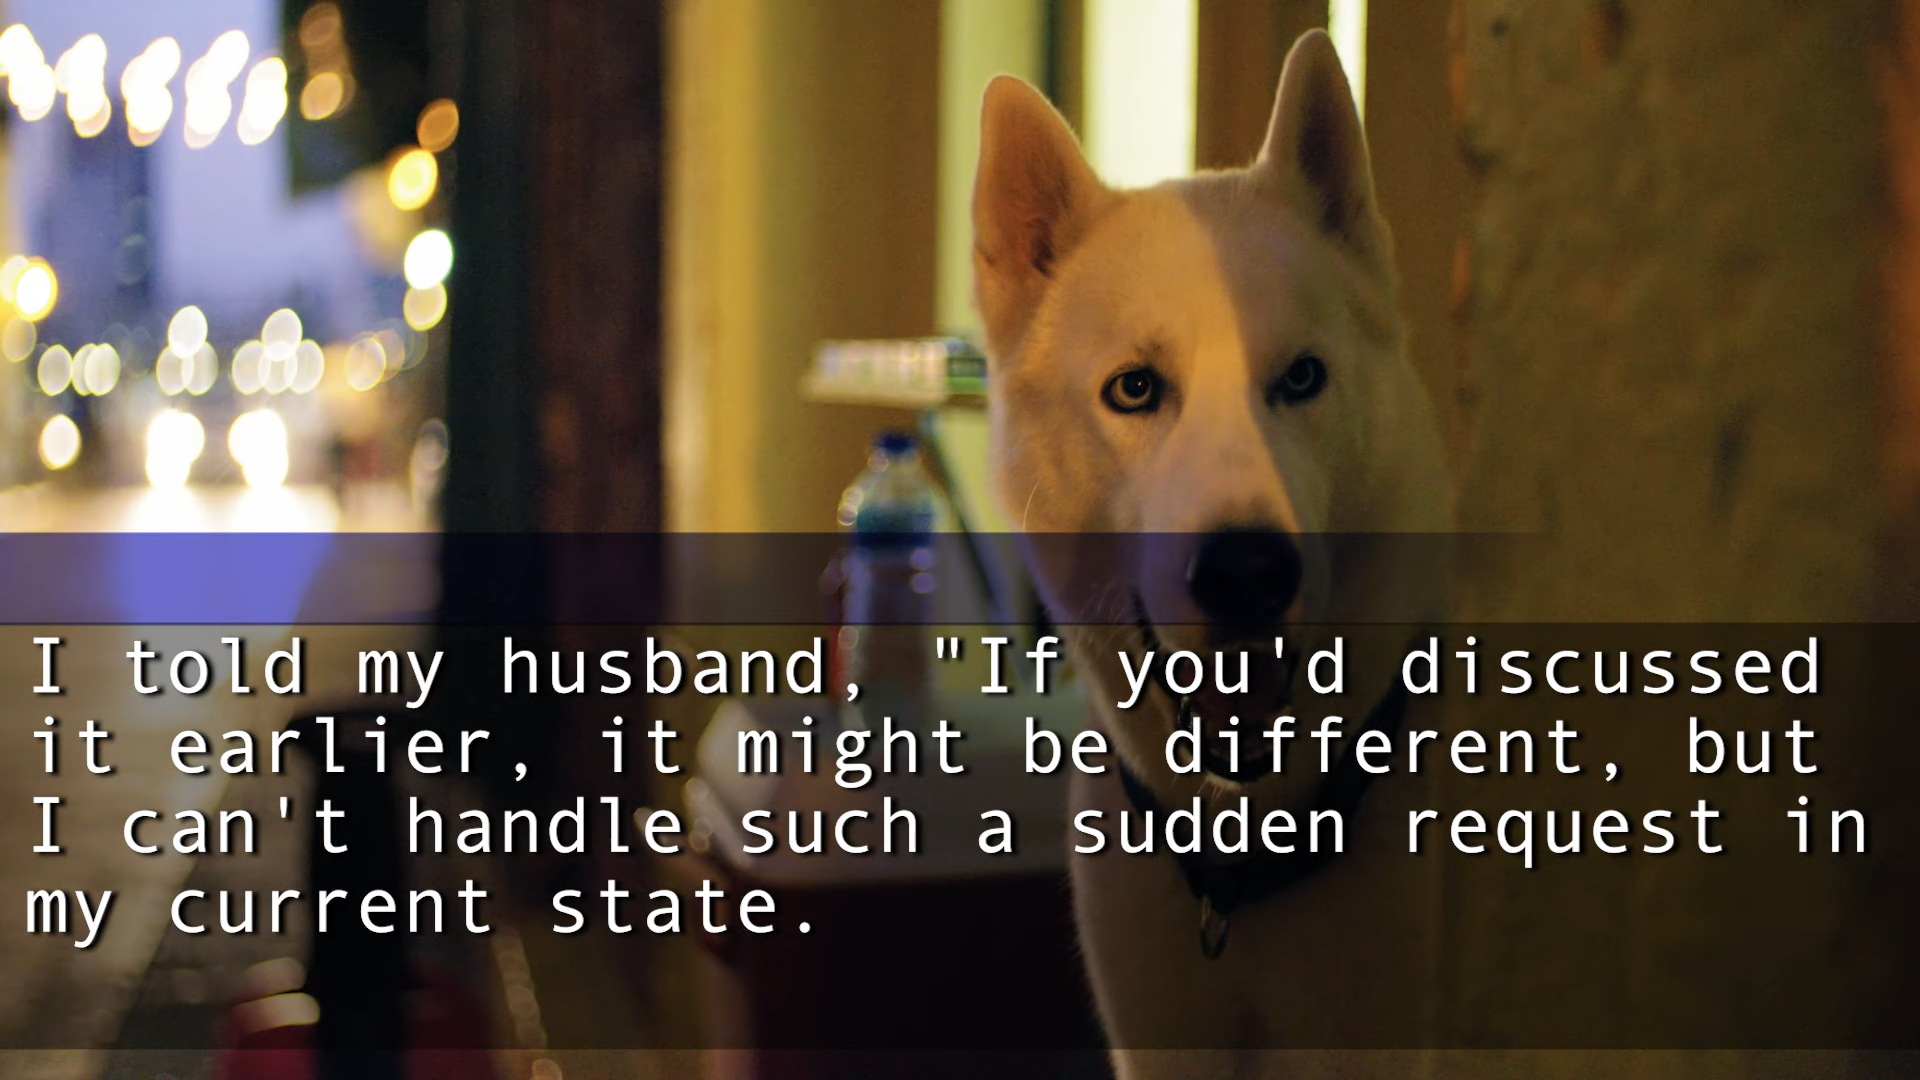 I told my husband, "If you'd discussed
it earlier, it might be different, but
I can't handle such a sudden request in
my current state.